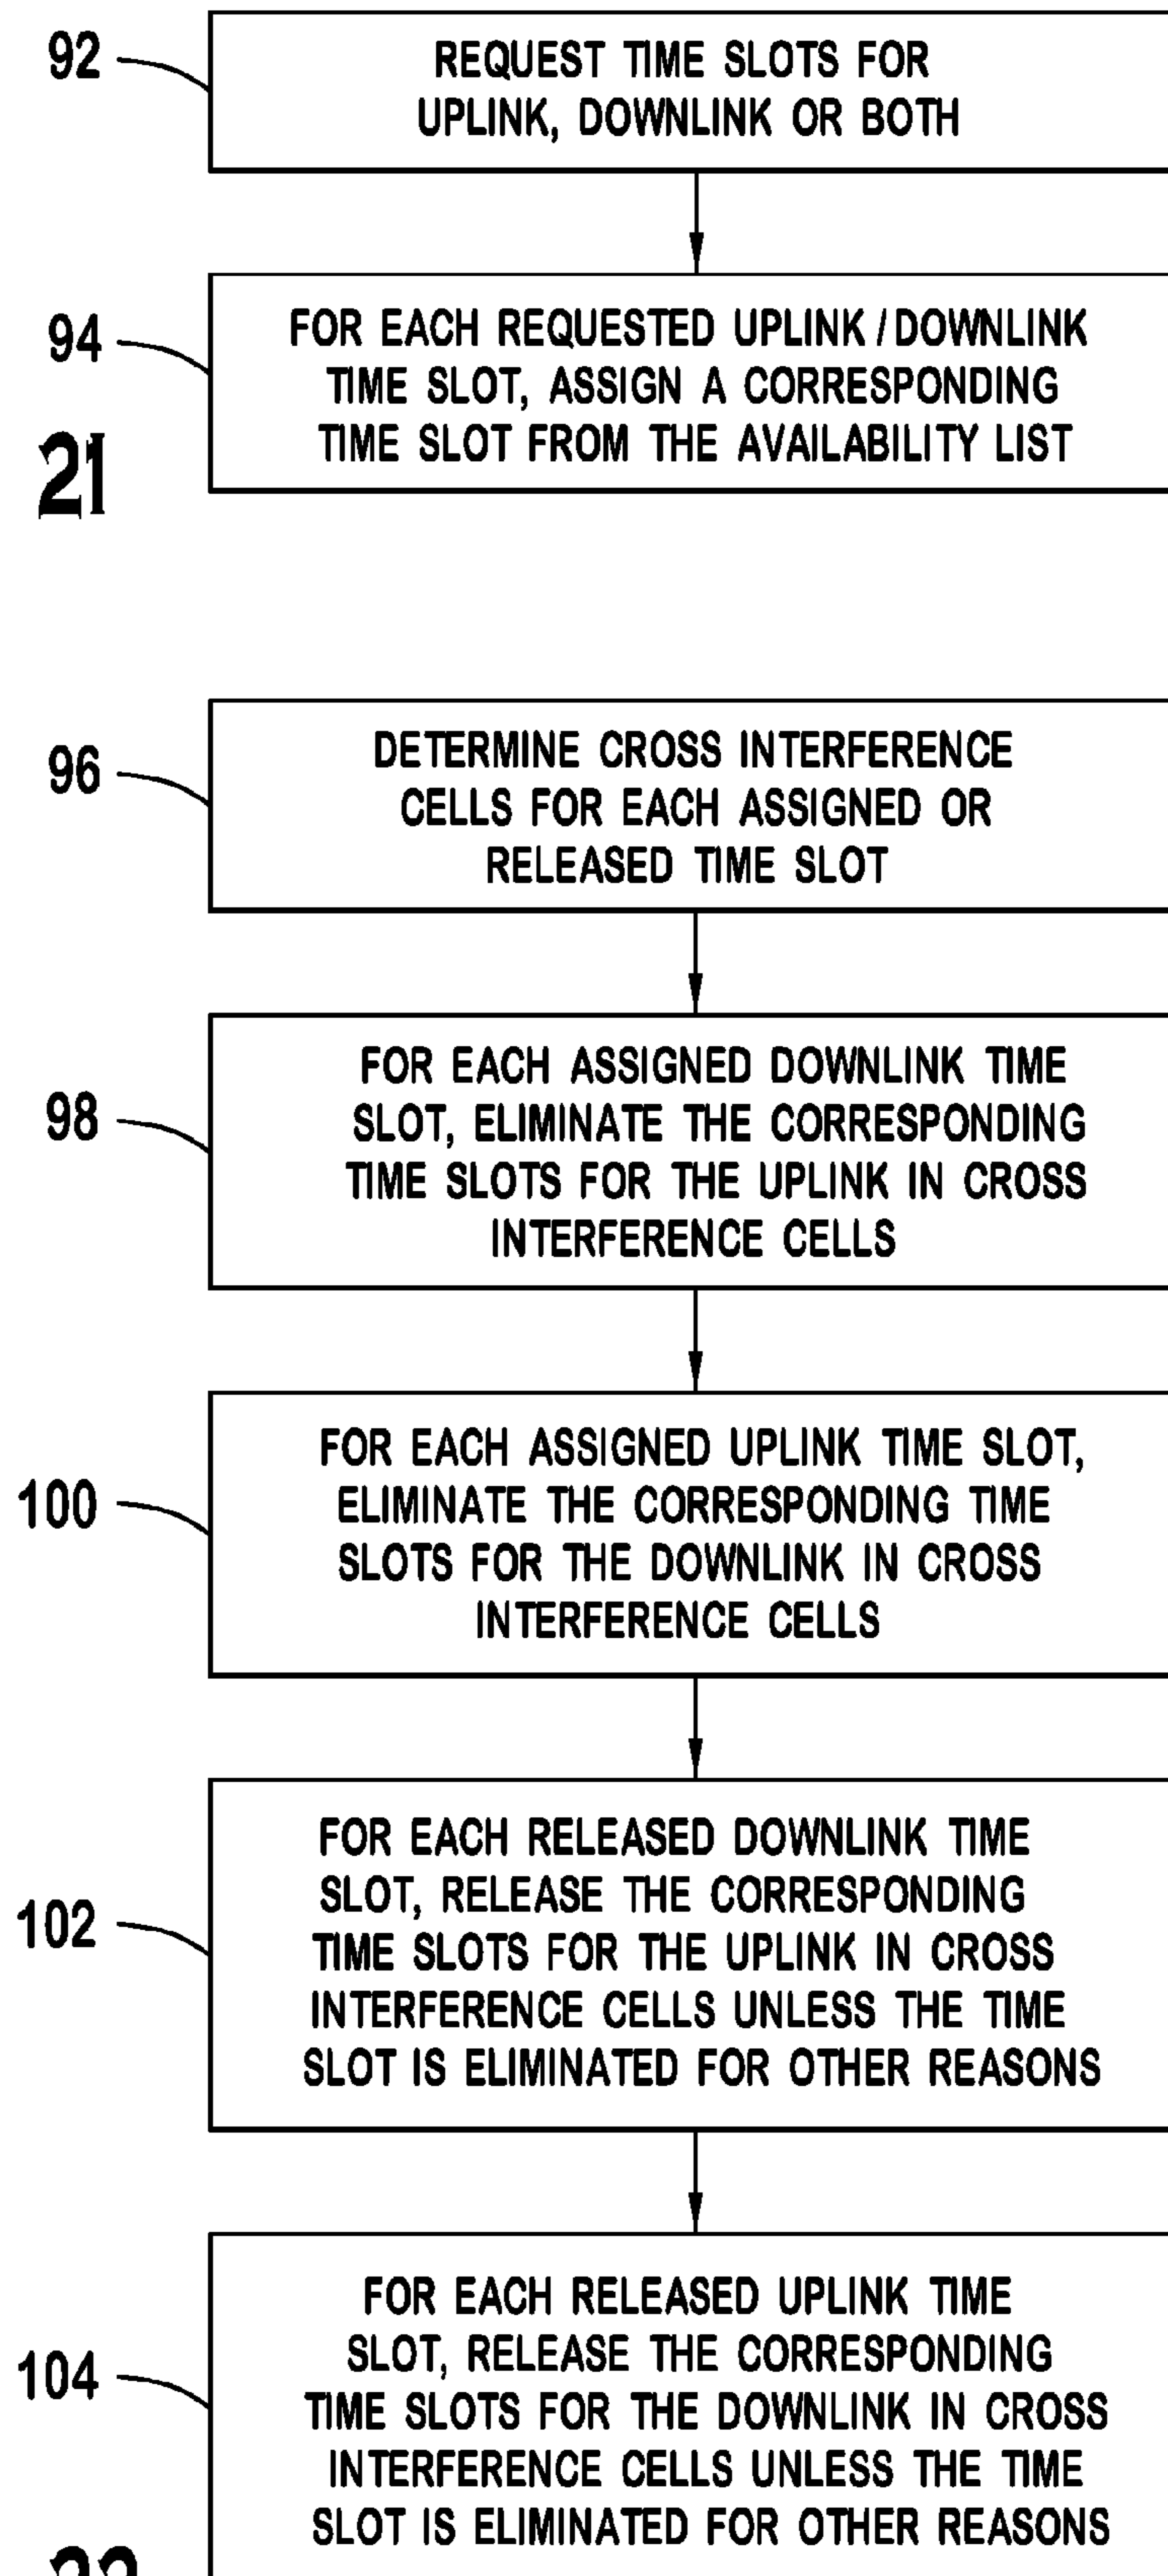 92
REQUEST TIME SLOTS FOR
UPLINK, DOWNLINK OR BOTH
94
FOR EACH REQUESTED UPLINK / DOWNLINK
TIME SLOT, ASSIGN A CORRESPONDING
TIME SLOT FROM THE AVAILABILITY LIST
21
96
DETERMINE CROSS INTERFERENCE
CELLS FOR EACH ASSIGNED OR
RELEASED TIME SLOT
98
FOR EACH ASSIGNED DOWNLINK TIME
SLOT, ELIMINATE THE CORRESPONDING
TIME SLOTS FOR THE UPLINK IN CROSS
INTERFERENCE CELLS
100
FOR EACH ASSIGNED UPLINK TIME SLOT,
ELIMINATE THE CORRESPONDING TIME
SLOTS FOR THE DOWNLINK IN CROSS
INTERFERENCE CELLS
102
FOR EACH RELEASED DOWNLINK TIME
SLOT, RELEASE THE CORRESPONDING
TIME SLOTS FOR THE UPLINK IN CROSS
INTERFERENCE CELLS UNLESS THE TIME
SLOT IS ELIMINATED FOR OTHER REASONS
104
FOR EACH RELEASED UPLINK TIME
SLOT, RELEASE THE CORRESPONDING
TIME SLOTS FOR THE DOWNLINK IN CROSS
INTERFERENCE CELLS UNLESS THE TIME
SLOT IS ELIMINATED FOR OTHER REASONS